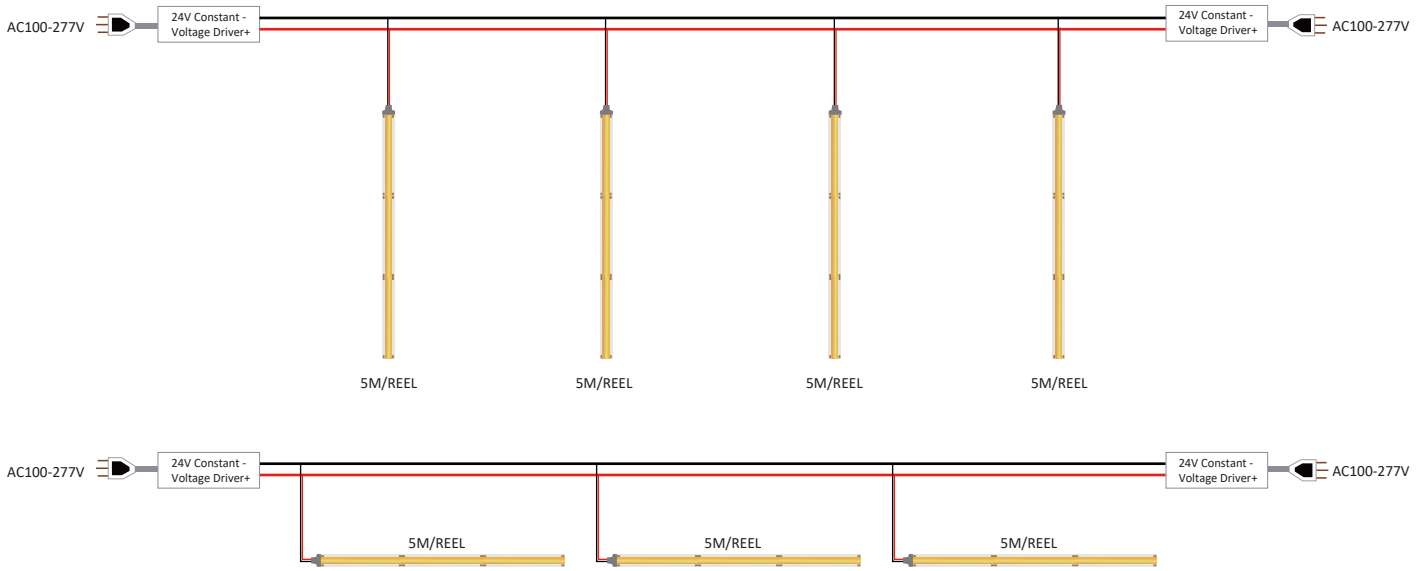 AC100-277V
24V Constant -
Voltage Driver+
24V Constant -
Voltage Driver+
AC100-277V
5M/REEL
5M/REEL
5M/REEL
5M/REEL
AC100-277V
24V Constant -
Voltage Driver+
24V Constant -
Voltage Driver+
AC100-277V
5M/REEL
5M/REEL
5M/REEL